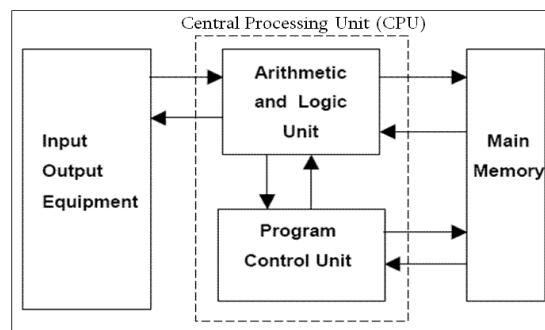 Central Processing Unit (CPU)
Input
Output
Equipment
Arithmetic
and Logic
Unit
Program
Control Unit
Main
Memory